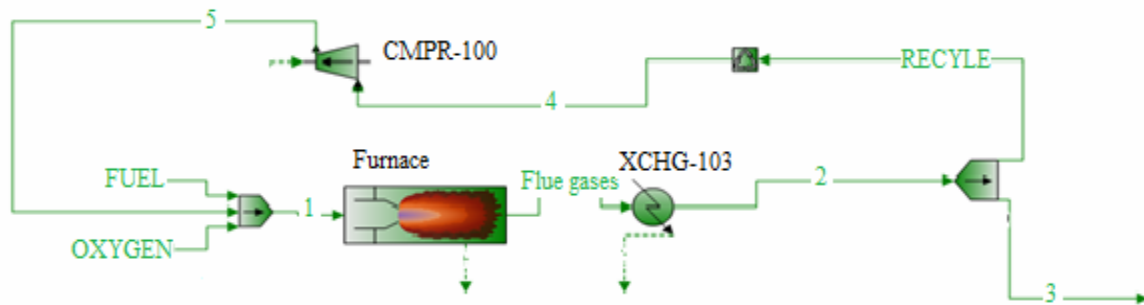 5
CMPR-100
RECYLE
4
Furnace
XCHG-103
FUEL
Flue gases
2
1
OXYGEN
3